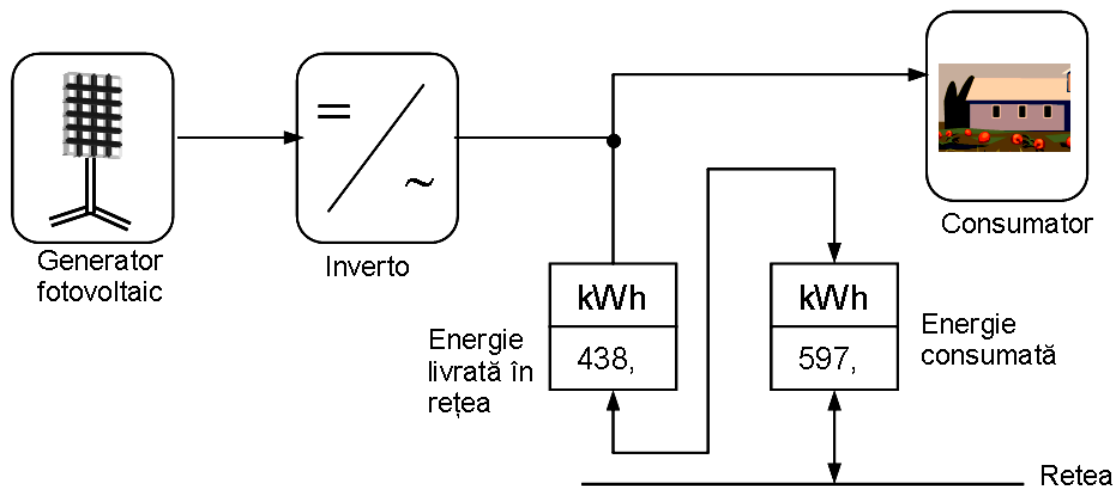 Generator
fotovoltaic
=
~
Inverto
Consumator
kWh
438,
Energie
livrată în
rețea
kWh
597,
Energie
consumată
Retea